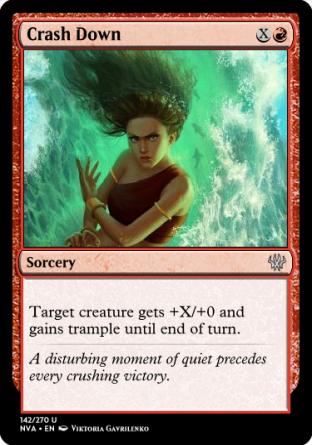 Crash Down X R
Sorcery
Target creature gets +X/+0 and
gains trample until end of turn.
A disturbing moment of quiet precedes
every crushing victory.
142/270 U
NVA • EN Viktoria Gavrilenko